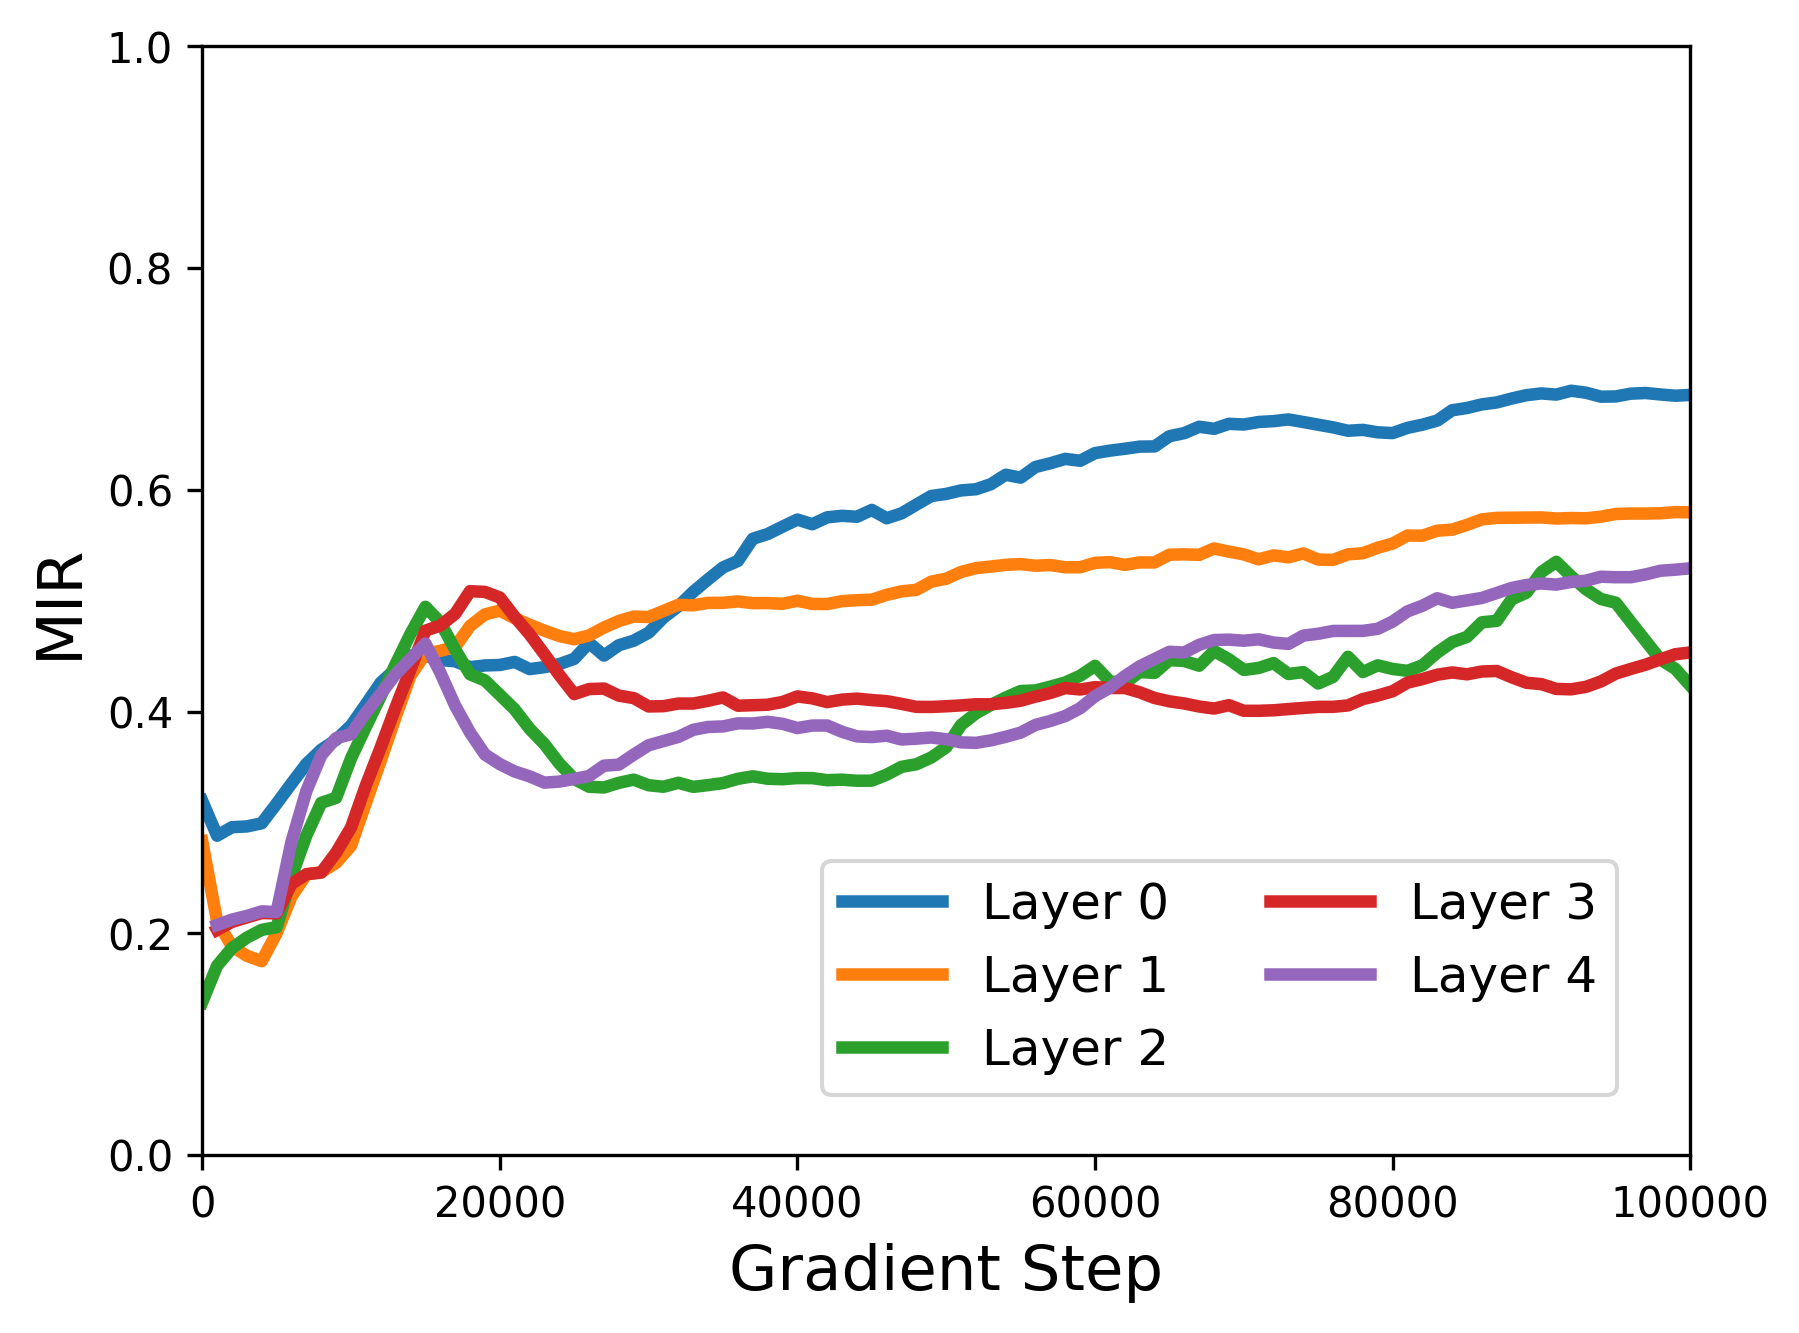 1.0
0.8
0.6
0.4
0.2
0.0
MIR
0 20000 40000 60000 80000 100000
Gradient Step
Layer 0
Layer 1
Layer 2
Layer 3
Layer 4